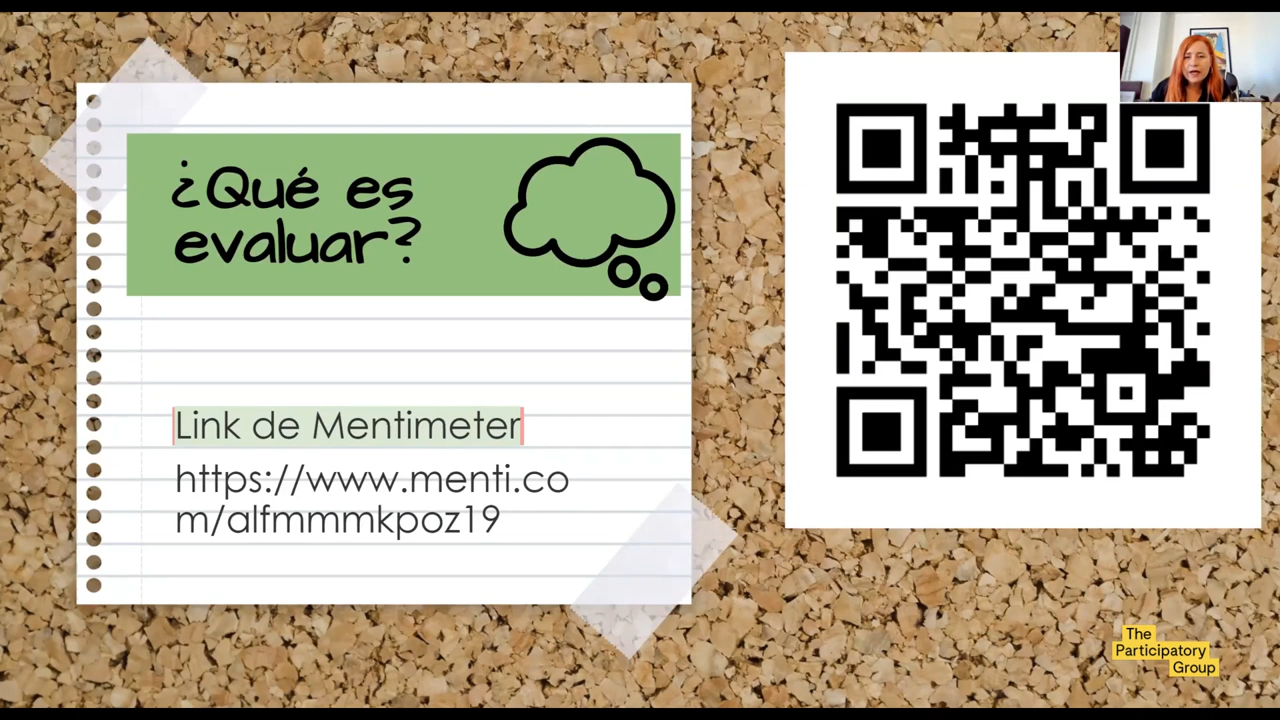 ¿Qué es
evaluar?
Link de Mentimeter
https://www.menti.co
m/alfmmmkpoz19
The
Participatory
Group